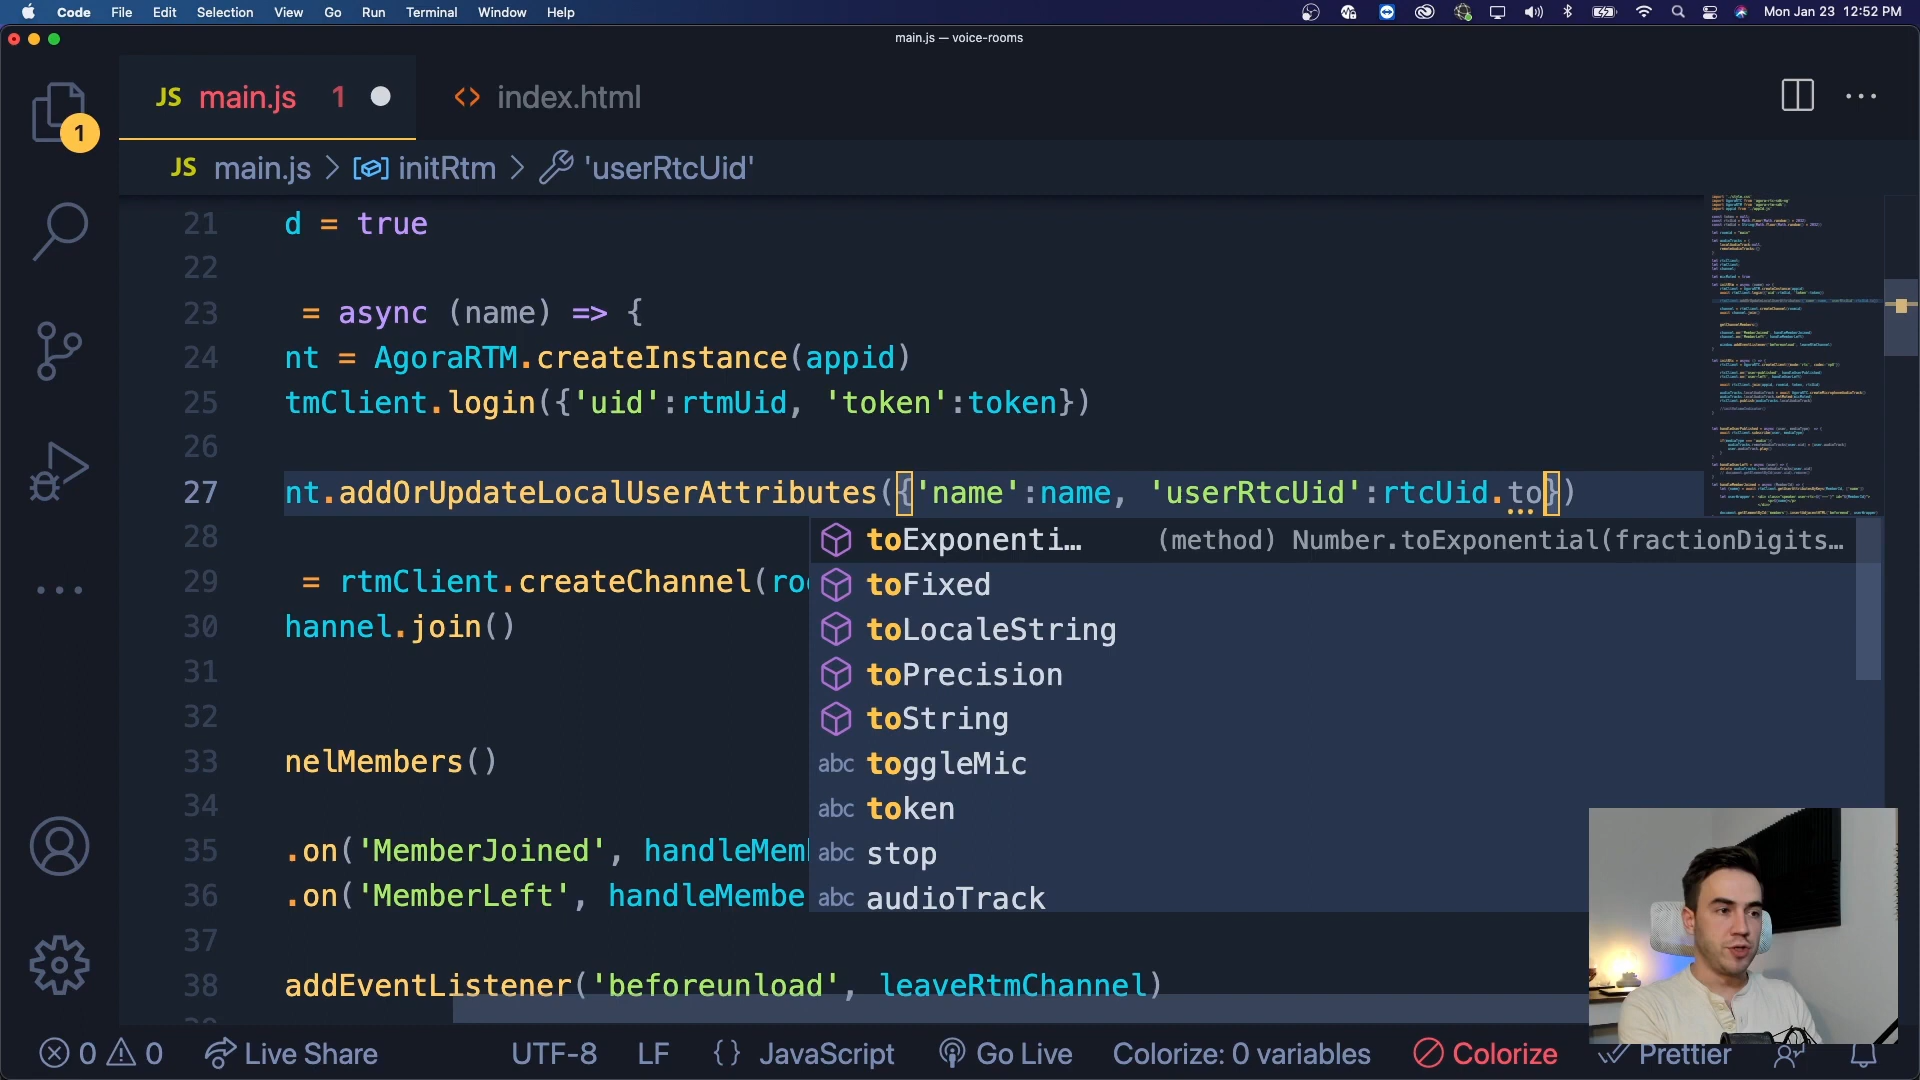 Code File Edit Selection View Go Run Terminal Window Help Mon Jan 23 12:52 PM
main.js — voice-rooms
JS main.js 1 index.html
1
JS main.js > initRtm > 'userRtcUid'
21 d = true
22
23 = async (name) => {
24 nt = AgoraRTM.createInstance(appid)
25 tmClient.login({'uid':rtmUid, 'token':token})
26
27 nt.addOrUpdateLocalUserAttributes({'name':name, 'userRtcUid':rtcUid.to})
28
toExponenti… (method) Number.toExponential(fractionDigits…
29 = rtmClient.createChannel(roo
toFixed
30 hannel.join()
toLocaleString
31
toPrecision
32
toString
33 nelMembers()
abc toggleMic
34
abc token
35 .on('MemberJoined', handleMem
abc stop
36 .on('MemberLeft', handleMembe
abc audioTrack
37
38 addEventListener('beforeunload', leaveRtmChannel)
0 0 Live Share UTF-8 LF {} JavaScript Go Live Colorize: 0 variables Colorize Prettier